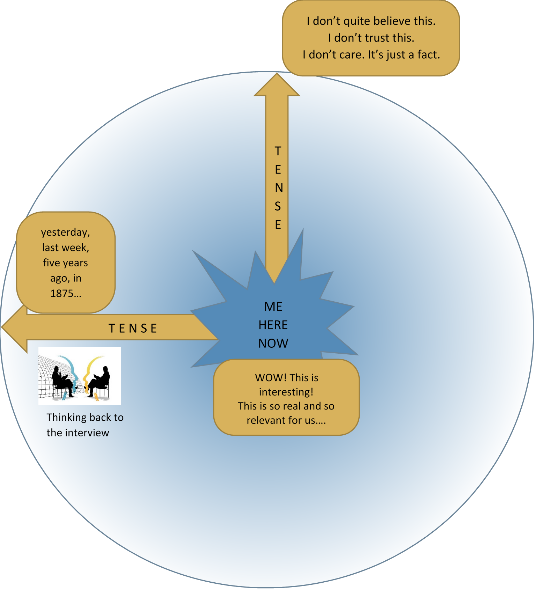 I don’t quite believe this.
I don’t trust this.
I don’t care. It’s just a fact.
T
E
N
S
E
yesterday,
last week,
five years
ago, in
1875...
T E N S E
ME
HERE
NOW
WOW! This is
interesting!
This is so real and so
relevant for us....
Thinking back to
the interview